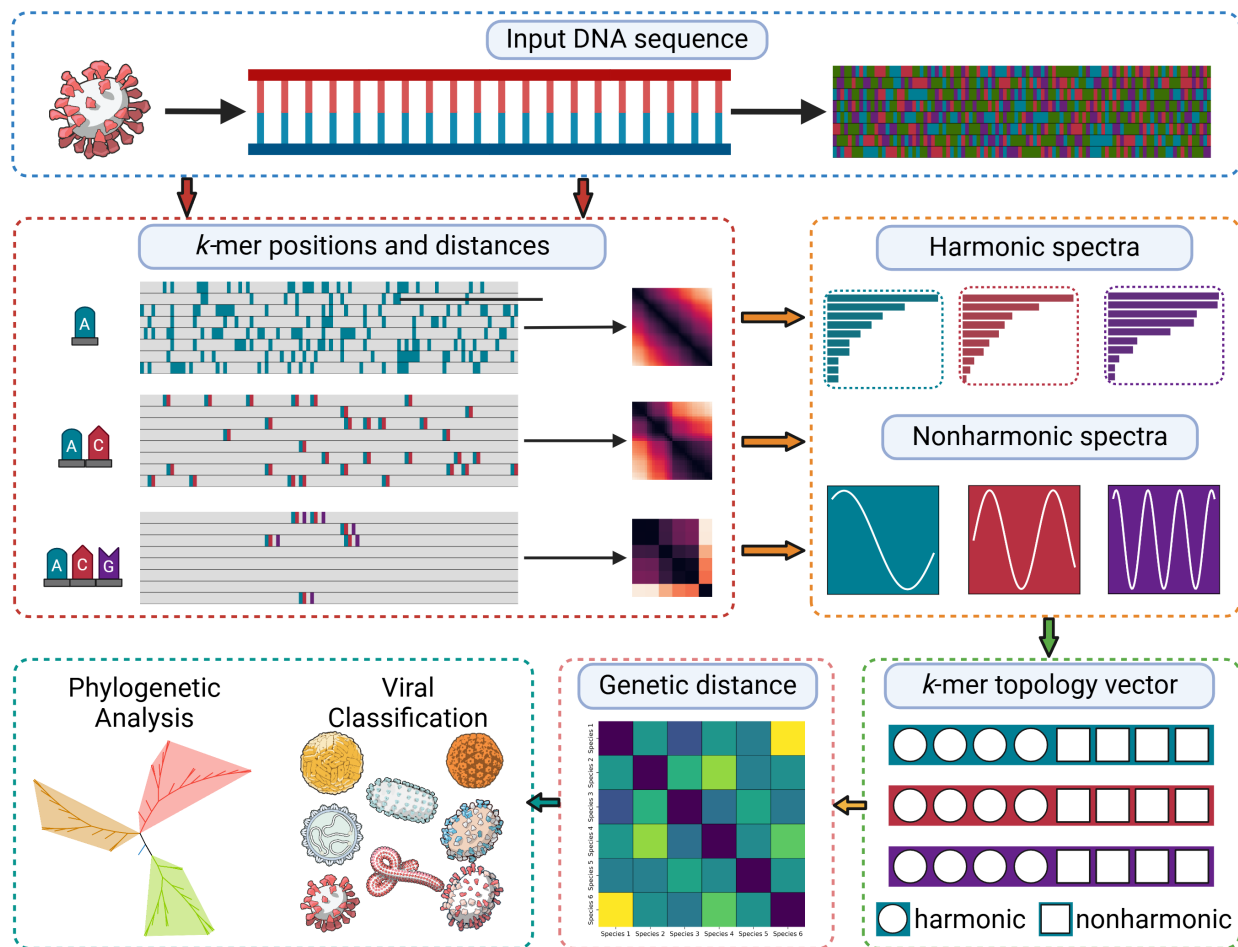 Input DNA sequence
k-mer positions and distances
A
A C
A C G
Harmonic spectra
Nonharmonic spectra
Phylogenetic
Analysis
Viral
Classification
Genetic distance
Species 1
Species 2
Species 3
Species 4
Species 5
Species 6
Species 1 Species 2 Species 3 Species 4 Species 5 Species 6
k-mer topology vector
harmonic nonharmonic